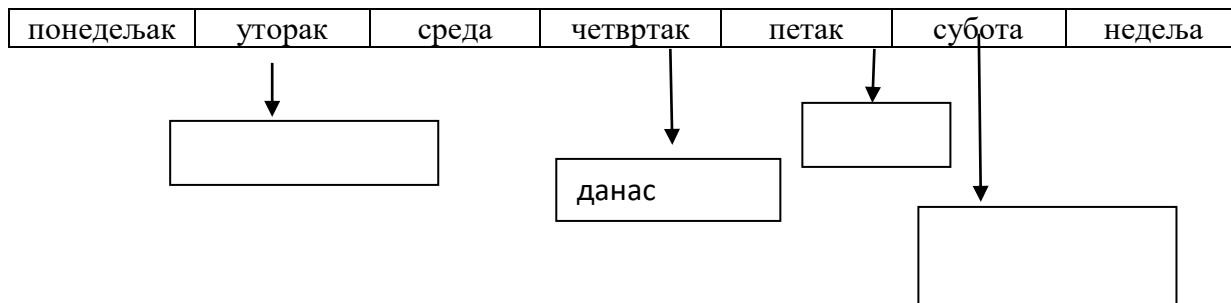 понедељак уторак среда четвртак петак субота недеља
данас